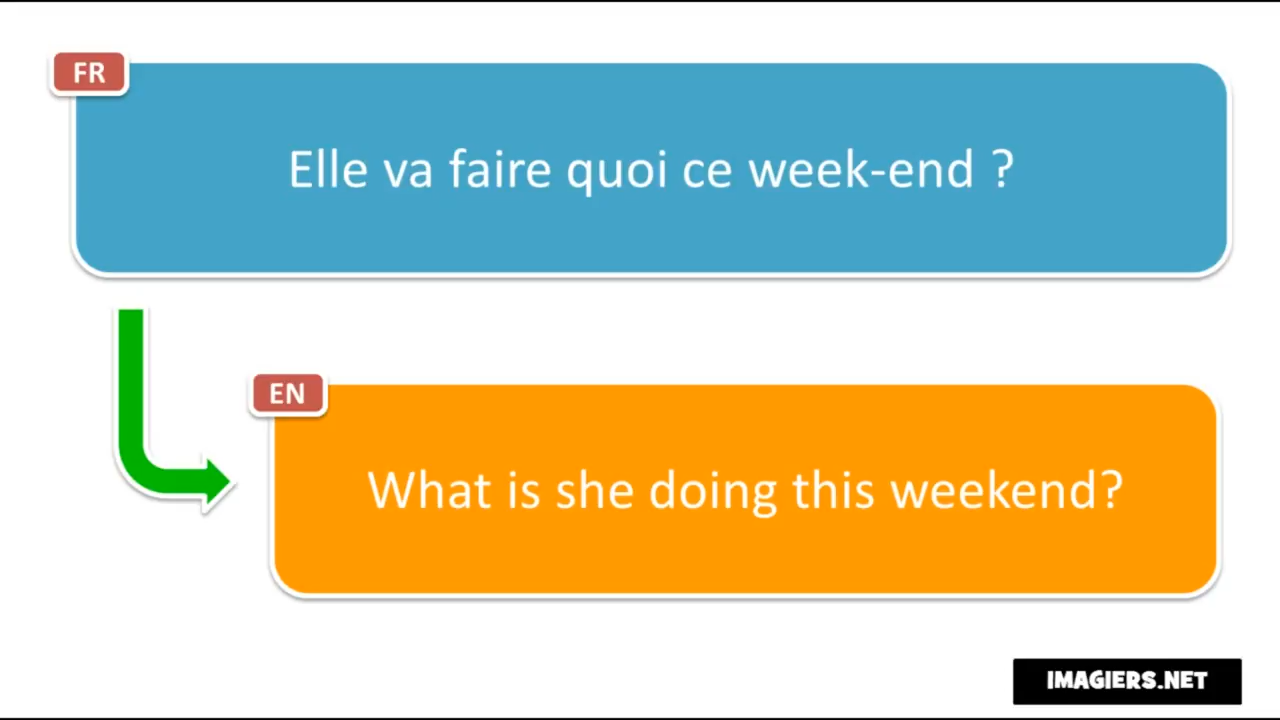 FR
Elle va faire quoi ce week-end ?
EN
What is she doing this weekend?
IMAGIERS.NET